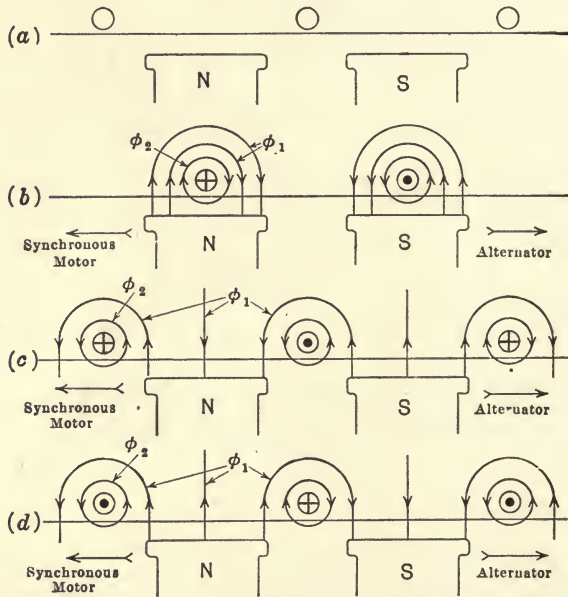 (a)
N S
ϕ₂ ϕ₁
(b)
Synchronous Motor
N S
Alternator
ϕ₂ ϕ₁
(c)
Synchronous Motor
N S
Alternator
ϕ₂ ϕ₁
(d)
Synchronous Motor
N S
Alternator